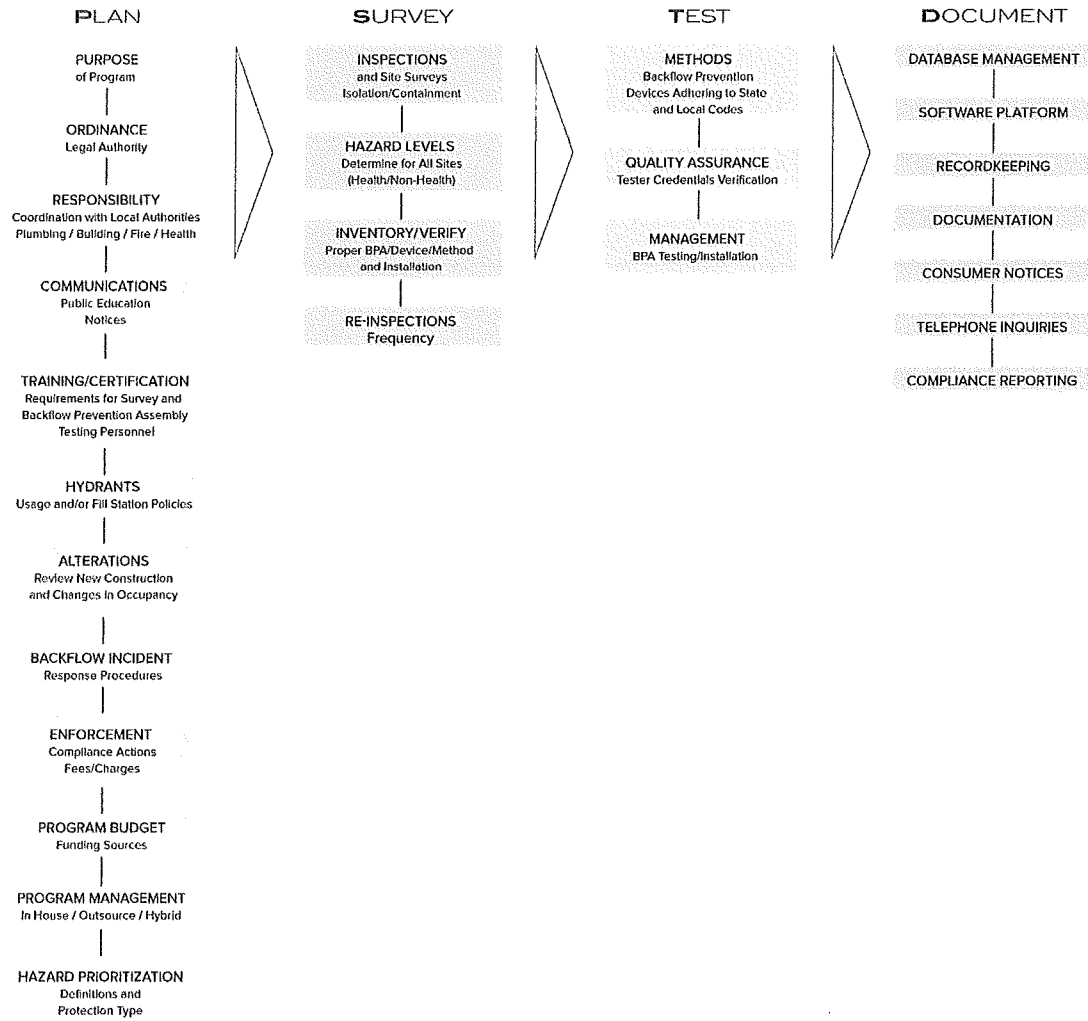 PLAN
PURPOSE
of Program
ORDINANCE
Legal Authority
RESPONSIBILITY
Coordination with Local Authorities
Plumbing / Building / Fire / Health
COMMUNICATIONS
Public Education
Notices
TRAINING/CERTIFICATION
Requirements for Survey and
Backflow Prevention Assembly
Testing Personnel
HYDRANTS
Usage and/or Fill Station Policies
ALTERATIONS
Review New Construction
and Changes in Occupancy
BACKFLOW INCIDENT
Response Procedures
ENFORCEMENT
Compliance Actions
Fees/Charges
PROGRAM BUDGET
Funding Sources
PROGRAM MANAGEMENT
In House / Outsource / Hybrid
HAZARD PRIORITIZATION
Definitions and
Protection Type
SURVEY
INSPECTIONS
and Site Surveys
Isolation/Containment
HAZARD LEVELS
Determine for All Sites
(Health/Non-Health)
INVENTORY/VERIFY
Proper BPA/Device/Method
and Installation
RE-INSPECTIONS
Frequency
TEST
METHODS
Backflow Prevention
Devices Adhering to State
and Local Codes
QUALITY ASSURANCE
Tester Credentials Verification
MANAGEMENT
BPA Testing/Installation
DOCUMENT
DATABASE MANAGEMENT
SOFTWARE PLATFORM
RECORDKEEPING
DOCUMENTATION
CONSUMER NOTICES
TELEPHONE INQUIRIES
COMPLIANCE REPORTING